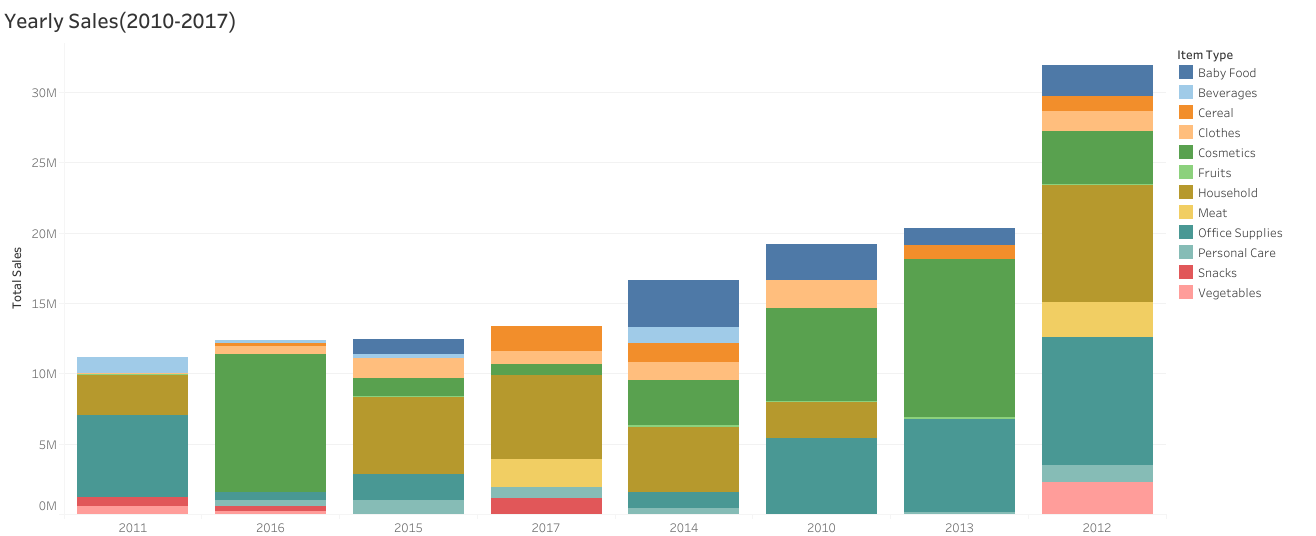 Yearly Sales(2010-2017)
Total Sales
30M
25M
20M
15M
10M
5M
0M
2011
2016
2015
2017
2014
2010
2013
2012
Item Type
Baby Food
Beverages
Cereal
Clothes
Cosmetics
Fruits
Household
Meat
Office Supplies
Personal Care
Snacks
Vegetables